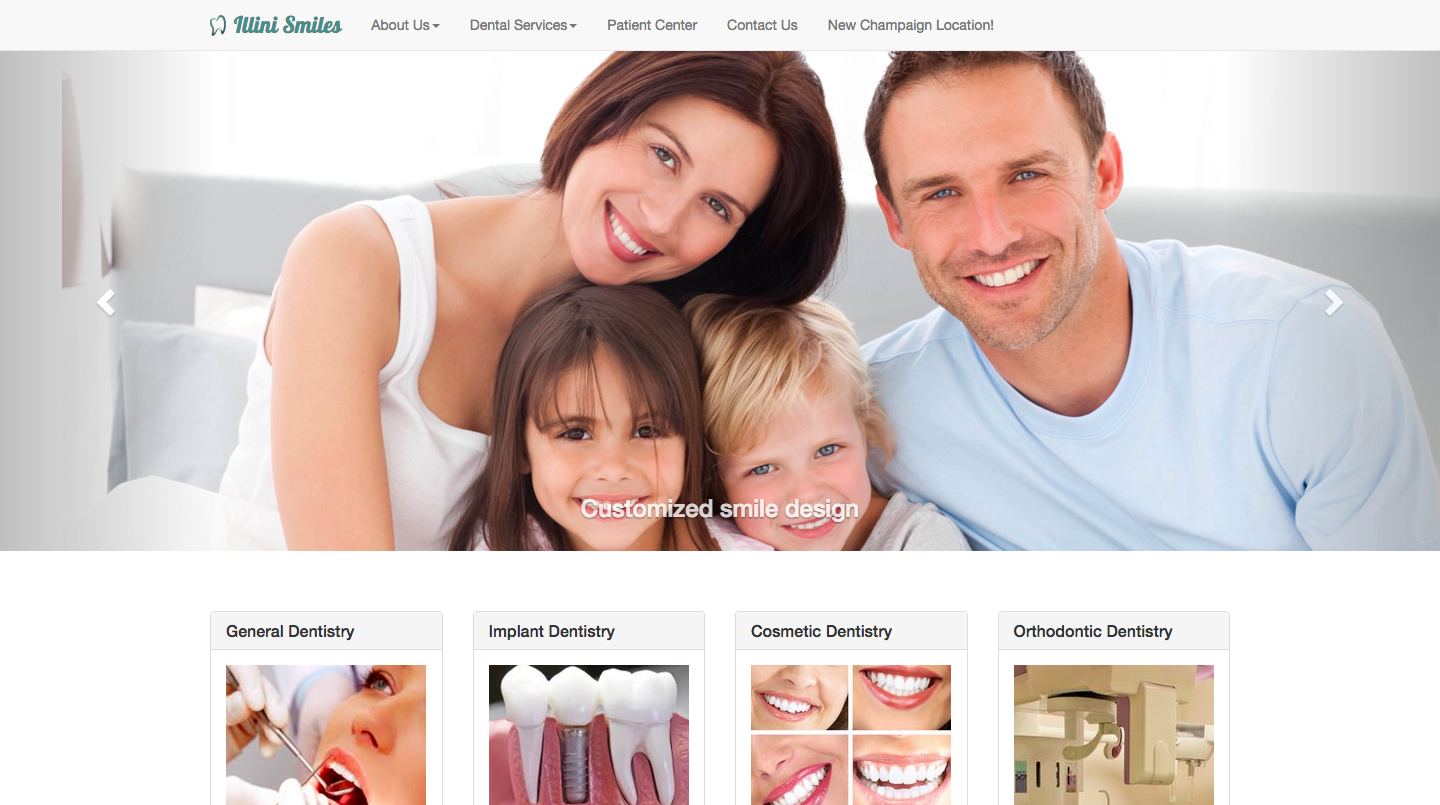 Illini Smiles
About Us
Dental Services
Patient Center
Contact Us
New Champaign Location!
Customized smile design
General Dentistry
Implant Dentistry
Cosmetic Dentistry
Orthodontic Dentistry